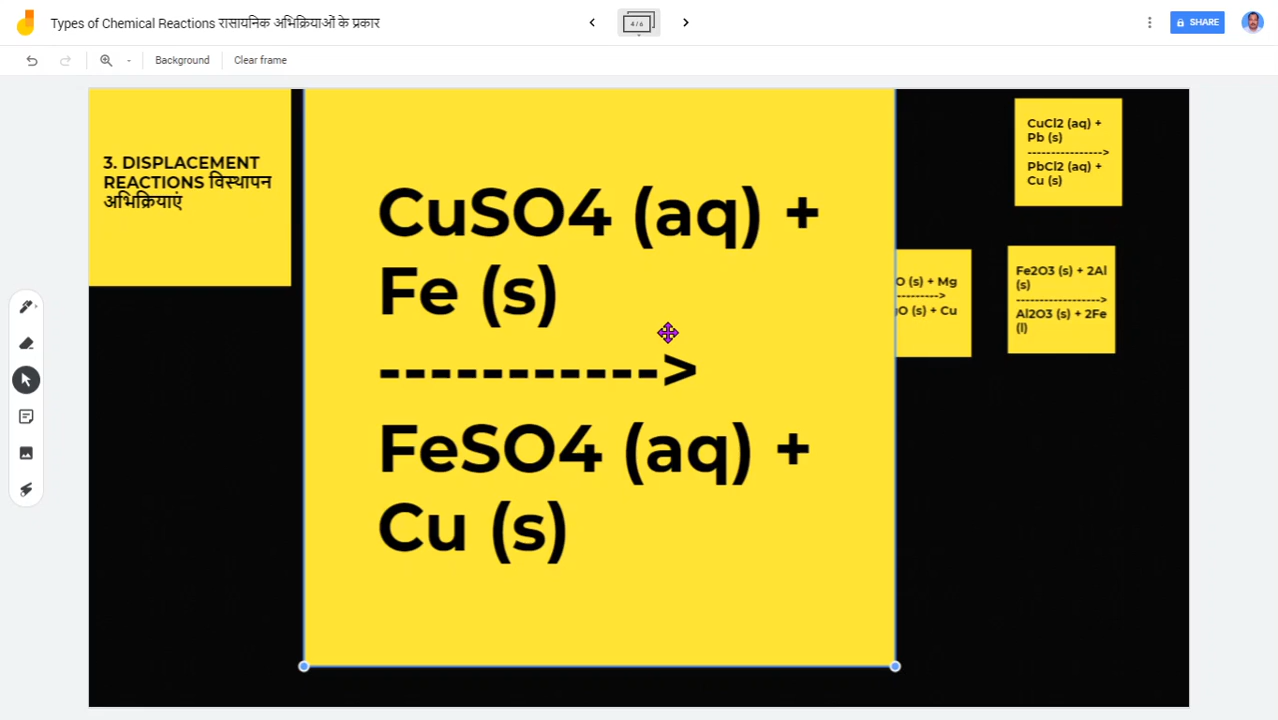 Types of Chemical Reactions रासायनिक अभिक्रियाओं के प्रकार
4 / 6
SHARE
Background
Clear frame
3. DISPLACEMENT
REACTIONS विस्थापन
अभिक्रियाएं
CuSO4 (aq) +
Fe (s)
----------->
FeSO4 (aq) +
Cu (s)
CuCl2 (aq) +
Pb (s)
---------------->
PbCl2 (aq) +
Cu (s)
O (s) + Mg
--------->
O (s) + Cu
Fe2O3 (s) + 2Al
(s)
------------------>
Al2O3 (s) + 2Fe
(l)